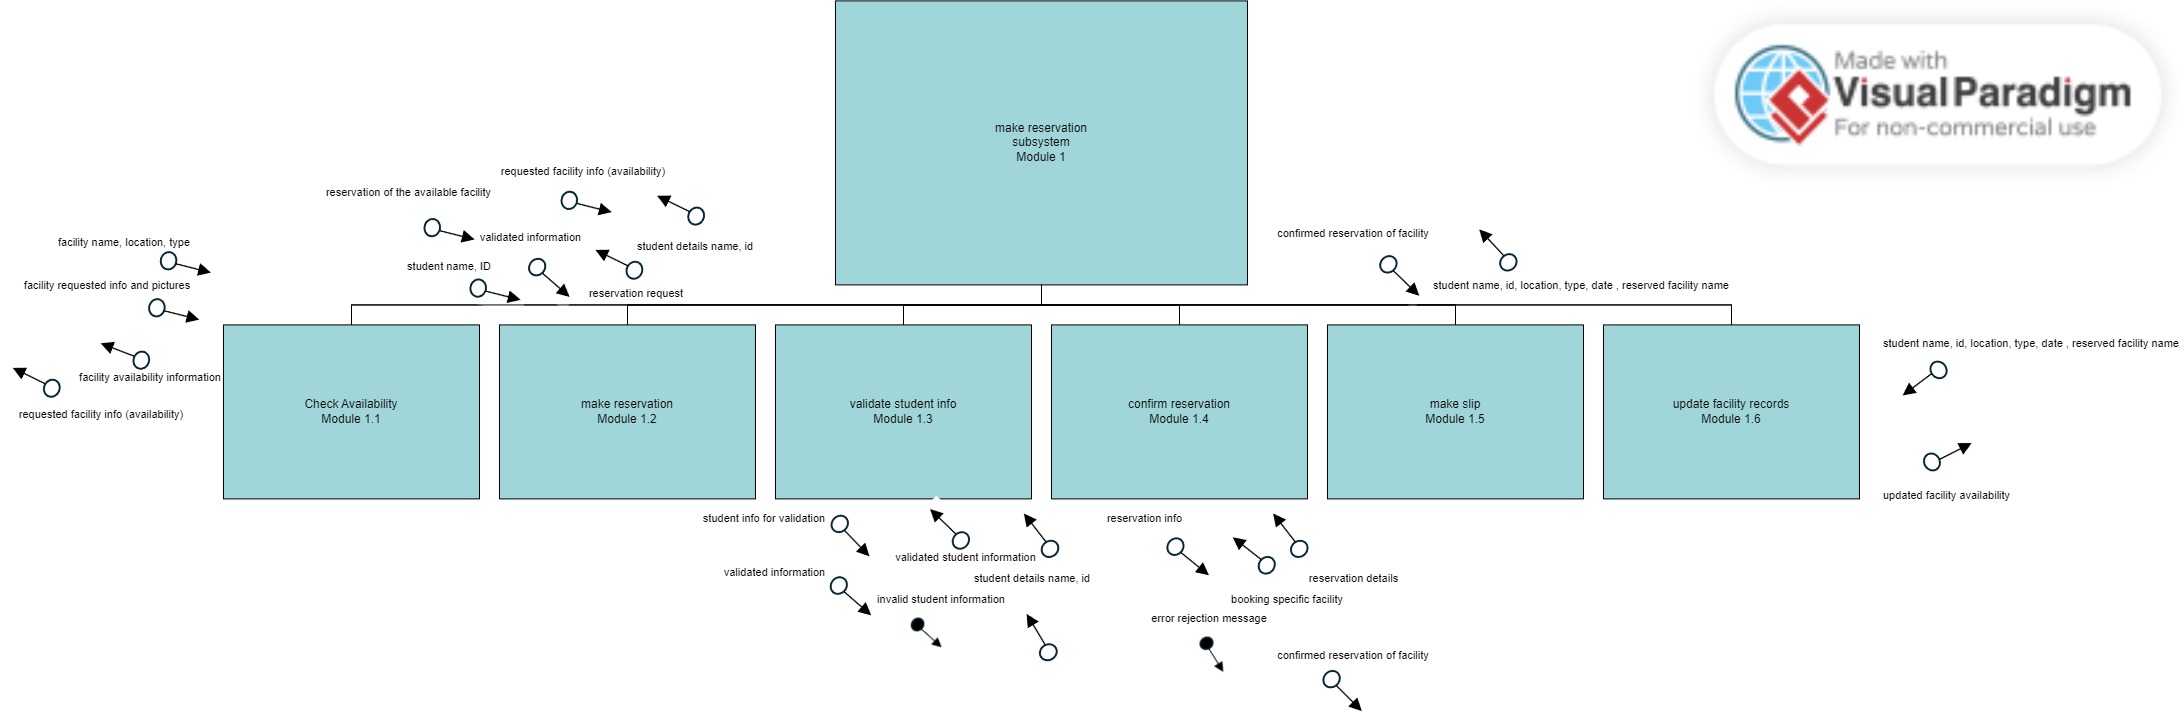 make reservation
subsystem
Module 1
Made with
Visual Paradigm
For non-commercial use
requested facility info (availability)
reservation of the available facility
validated information
student details name, id
student name, ID
reservation request
facility name, location, type
facility requested info and pictures
facility availability information
requested facility info (availability)
confirmed reservation of facility
student name, id, location, type, date , reserved facility name
Check Availability
Module 1.1
make reservation
Module 1.2
validate student info
Module 1.3
confirm reservation
Module 1.4
make slip
Module 1.5
update facility records
Module 1.6
student name, id, location, type, date , reserved facility name
updated facility availability
student info for validation
validated student information
student details name, id
validated information
invalid student information
reservation info
reservation details
booking specific facility
error rejection message
confirmed reservation of facility